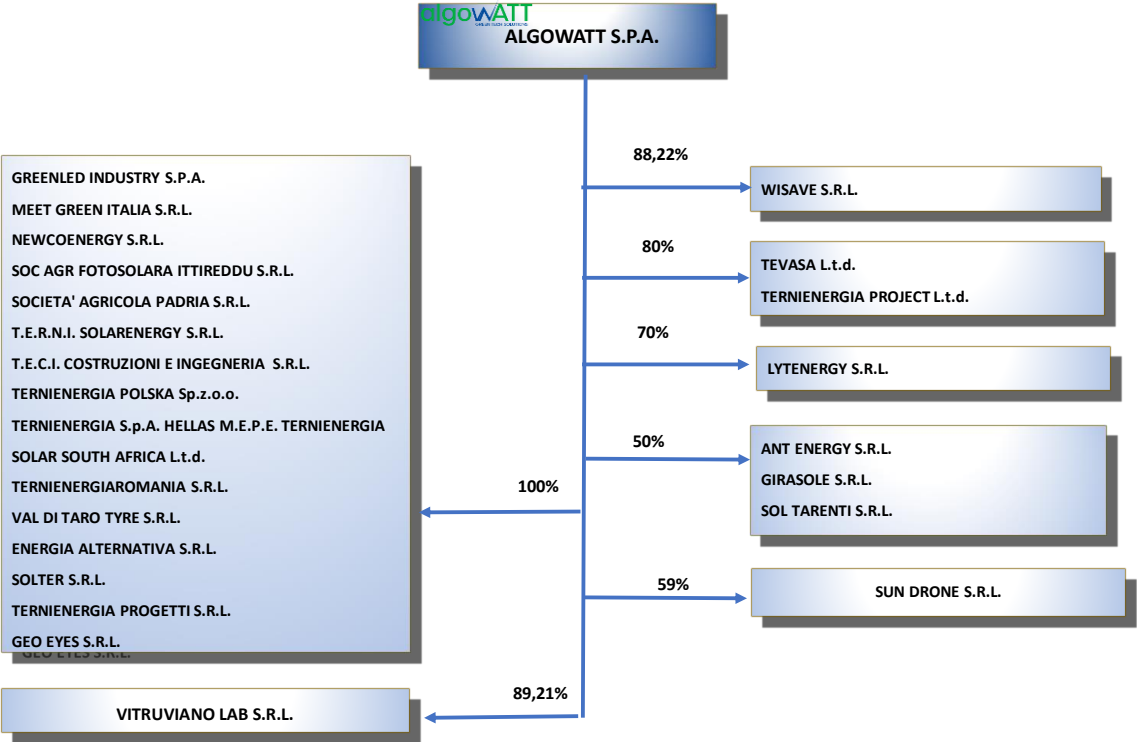 algowATT
GREENTECH SOLUTIONS
ALGOWATT S.P.A.
88,22%
WISAVE S.R.L.
80%
TEVASA L.t.d.
TERNIENERGIA PROJECT L.t.d.
70%
LYTENERGY S.R.L.
50%
ANT ENERGY S.R.L.
GIRASOLE S.R.L.
SOL TARENTI S.R.L.
59%
SUN DRONE S.R.L.
100%
GREENLED INDUSTRY S.P.A.
MEET GREEN ITALIA S.R.L.
NEWCOENERGY S.R.L.
SOC AGR FOTOSOLARA ITTIREDDU S.R.L.
SOCIETA' AGRICOLA PADRIA S.R.L.
T.E.R.N.I. SOLARENERGY S.R.L.
T.E.C.I. COSTRUZIONI E INGEGNERIA S.R.L.
TERNIENERGIA POLSKA Sp.z.o.o.
TERNIENERGIA S.p.A. HELLAS M.E.P.E. TERNIENERGIA
SOLAR SOUTH AFRICA L.t.d.
TERNIENERGIAROMANIA S.R.L.
VAL DI TARO TYRE S.R.L.
ENERGIA ALTERNATIVA S.R.L.
SOLTER S.R.L.
TERNIENERGIA PROGETTI S.R.L.
GEO EYES S.R.L.
89,21%
VITRUVIANO LAB S.R.L.